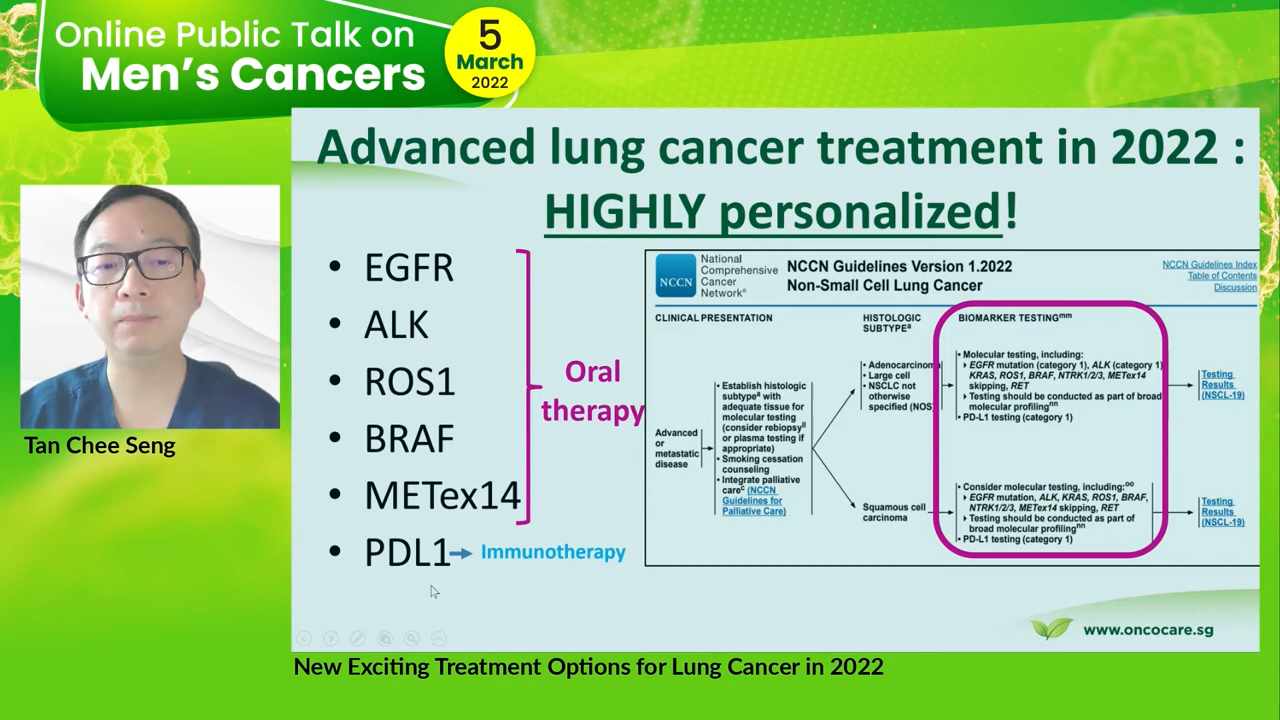 Online Public Talk on
Men's Cancers
5
March
2022
Advanced lung cancer treatment in 2022 :
HIGHLY personalized!
• EGFR
• ALK
• ROS1
• BRAF
• METex14
• PDL1
Oral
therapy
Immunotherapy
NCCN
National
Comprehensive
Cancer
Network®
NCCN Guidelines Version 1.2022
Non-Small Cell Lung Cancer
NCCN Guidelines Index
Table of Contents
Discussion
CLINICAL PRESENTATION
HISTOLOGIC
SUBTYPEa
BIOMARKER TESTINGmm
Advanced
or
metastatic
disease
• Establish histologic
subtypea with
adequate tissue for
molecular testing
(consider rebiopsyll
or plasma testing if
appropriate)
• Smoking cessation
counseling
• Integrate palliative
carec (NCCN
Guidelines for
Palliative Care)
• Adenocarcinoma
• Large cell
• NSCLC not
otherwise
specified (NOS)
• Molecular testing, including:
EGFR mutation (category 1), ALK (category 1)
KRAS, ROS1, BRAF, NTRK1/2/3, METex14
skipping, RET
Testing should be conducted as part of broad
molecular profilingnn
• PD-L1 testing (category 1)
Testing
Results
(NSCL-19)
Squamous cell
carcinoma
• Consider molecular testing, including:oo
EGFR mutation, ALK, KRAS, ROS1, BRAF,
NTRK1/2/3, METex14 skipping, RET
Testing should be conducted as part of
broad molecular profilingnn
• PD-L1 testing (category 1)
Testing
Results
(NSCL-19)
www.oncocare.sg
Tan Chee Seng
New Exciting Treatment Options for Lung Cancer in 2022